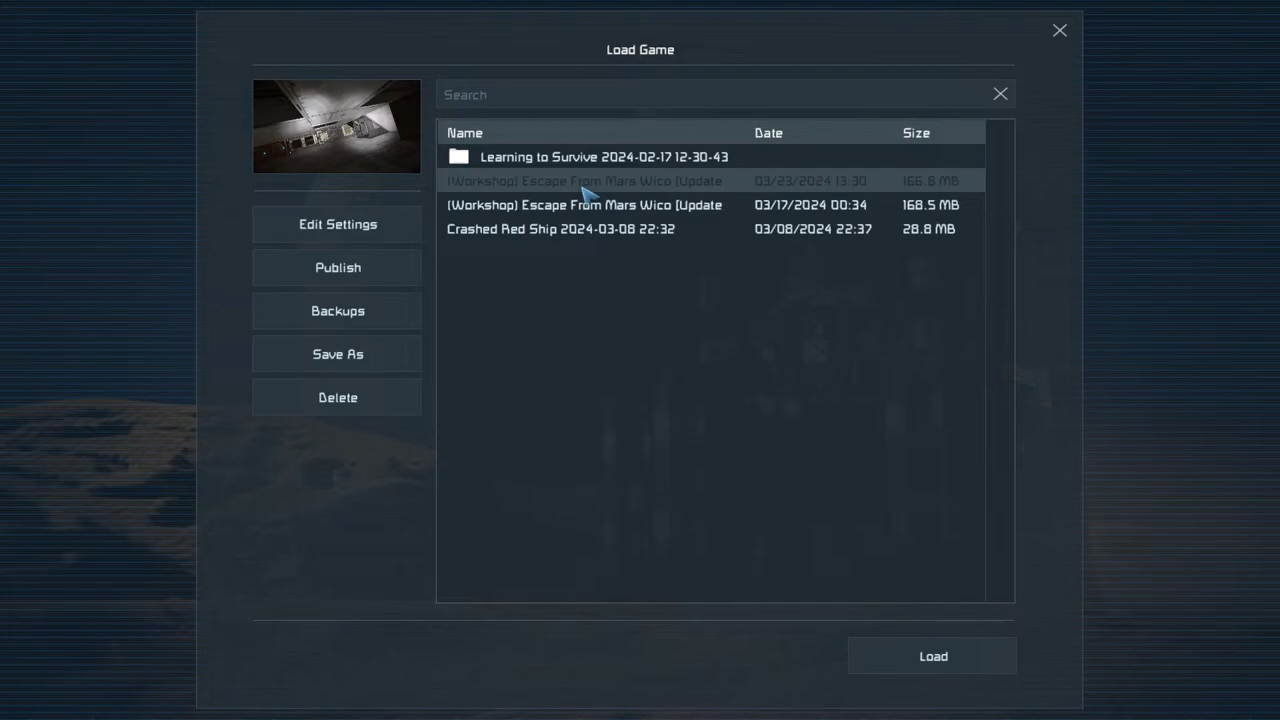 Load Game
Search
Name Date Size
Learning to Survive 2024-02-17 12-30-43
(Workshop) Escape From Mars Wico [Update 03/23/2024 13:30 166.8 MB
(Workshop) Escape From Mars Wico [Update 03/17/2024 00:34 168.5 MB
Crashed Red Ship 2024-03-08 22:32 03/08/2024 22:37 28.8 MB
Edit Settings
Publish
Backups
Save As
Delete
Load